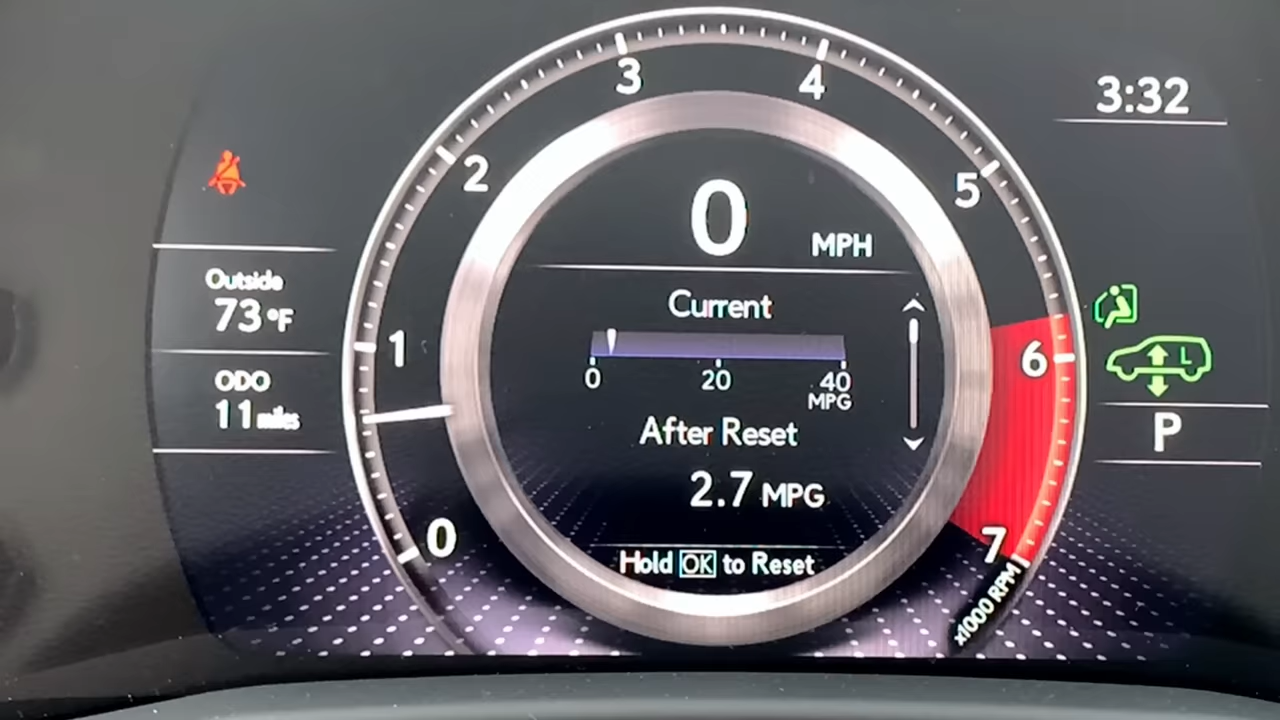 3:32
Outside
73°F
ODO
11 miles
0
1
2
3
4
5
6
7
x1000 RPM
0
MPH
Current
0 20 40
MPG
After Reset
2.7 MPG
Hold OK to Reset
L
P